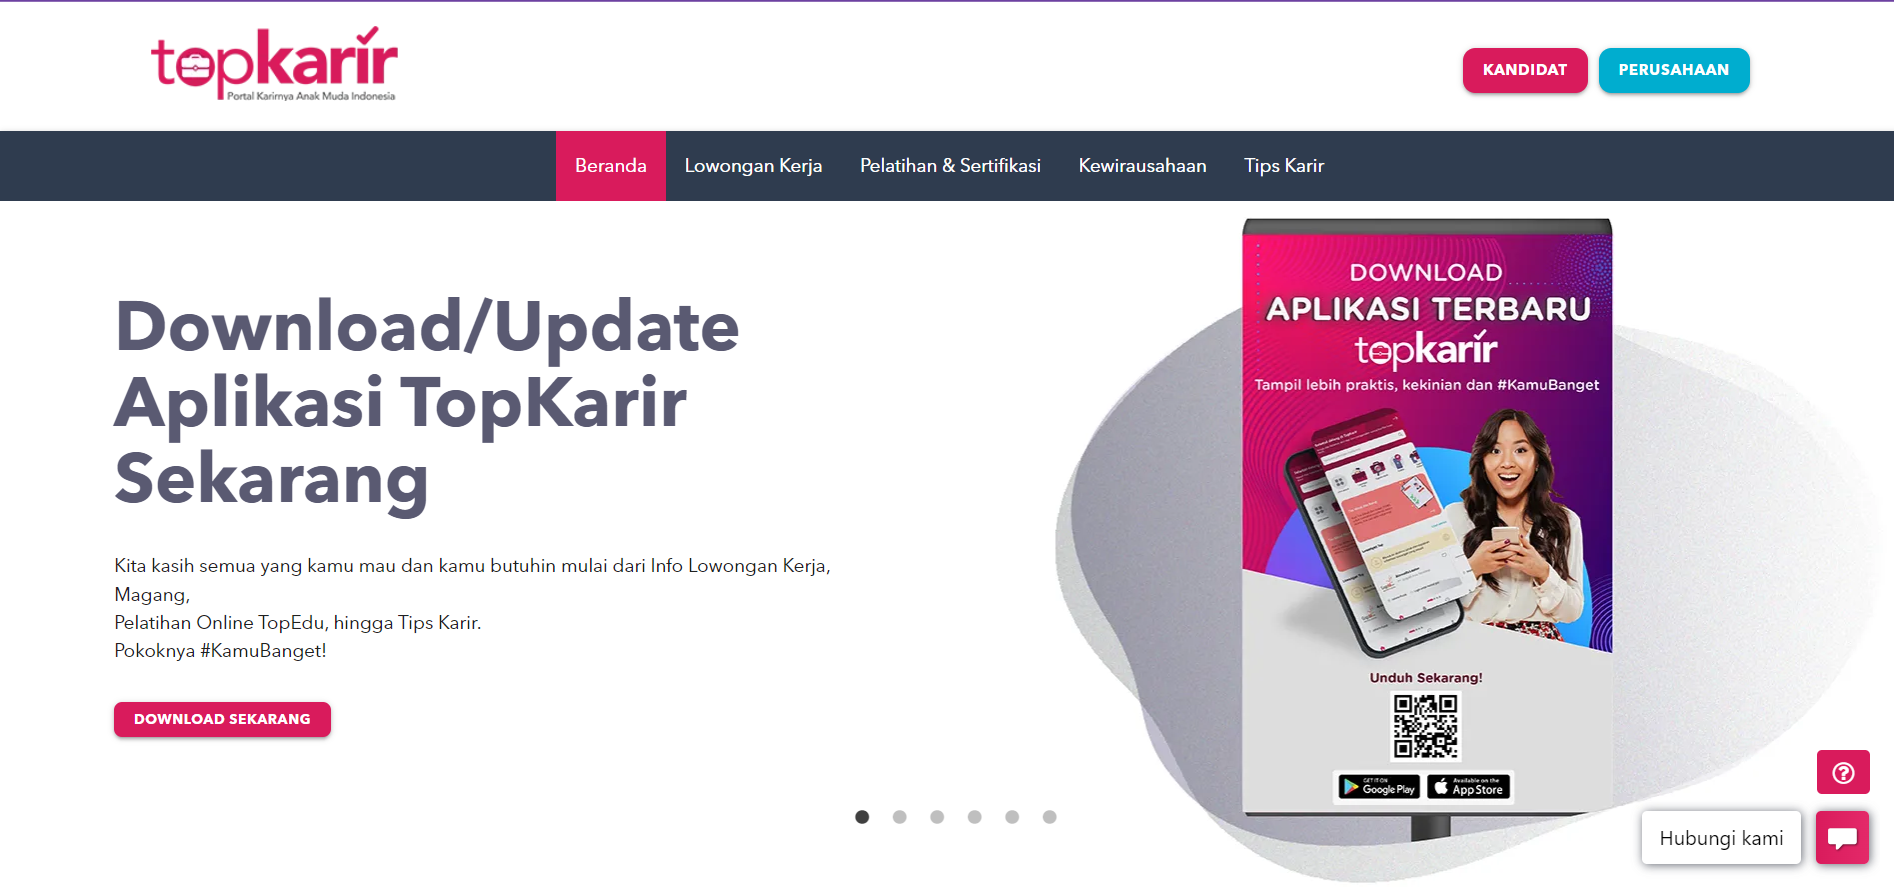 topkarir
Portal Karirnya Anak Muda Indonesia
KANDIDAT
PERUSAHAAN
Beranda
Lowongan Kerja
Pelatihan & Sertifikasi
Kewirausahaan
Tips Karir
Download/Update
Aplikasi TopKarir
Sekarang
Kita kasih semua yang kamu mau dan kamu butuhin mulai dari Info Lowongan Kerja,
Magang,
Pelatihan Online TopEdu, hingga Tips Karir.
Pokoknya #KamuBanget!
DOWNLOAD SEKARANG
DOWNLOAD
APLIKASI TERBARU
topkarir
Tampil lebih praktis, kekinian dan #KamuBanget
Unduh Sekarang!
GET IT ON
Google Play
Available on the
App Store
Hubungi kami